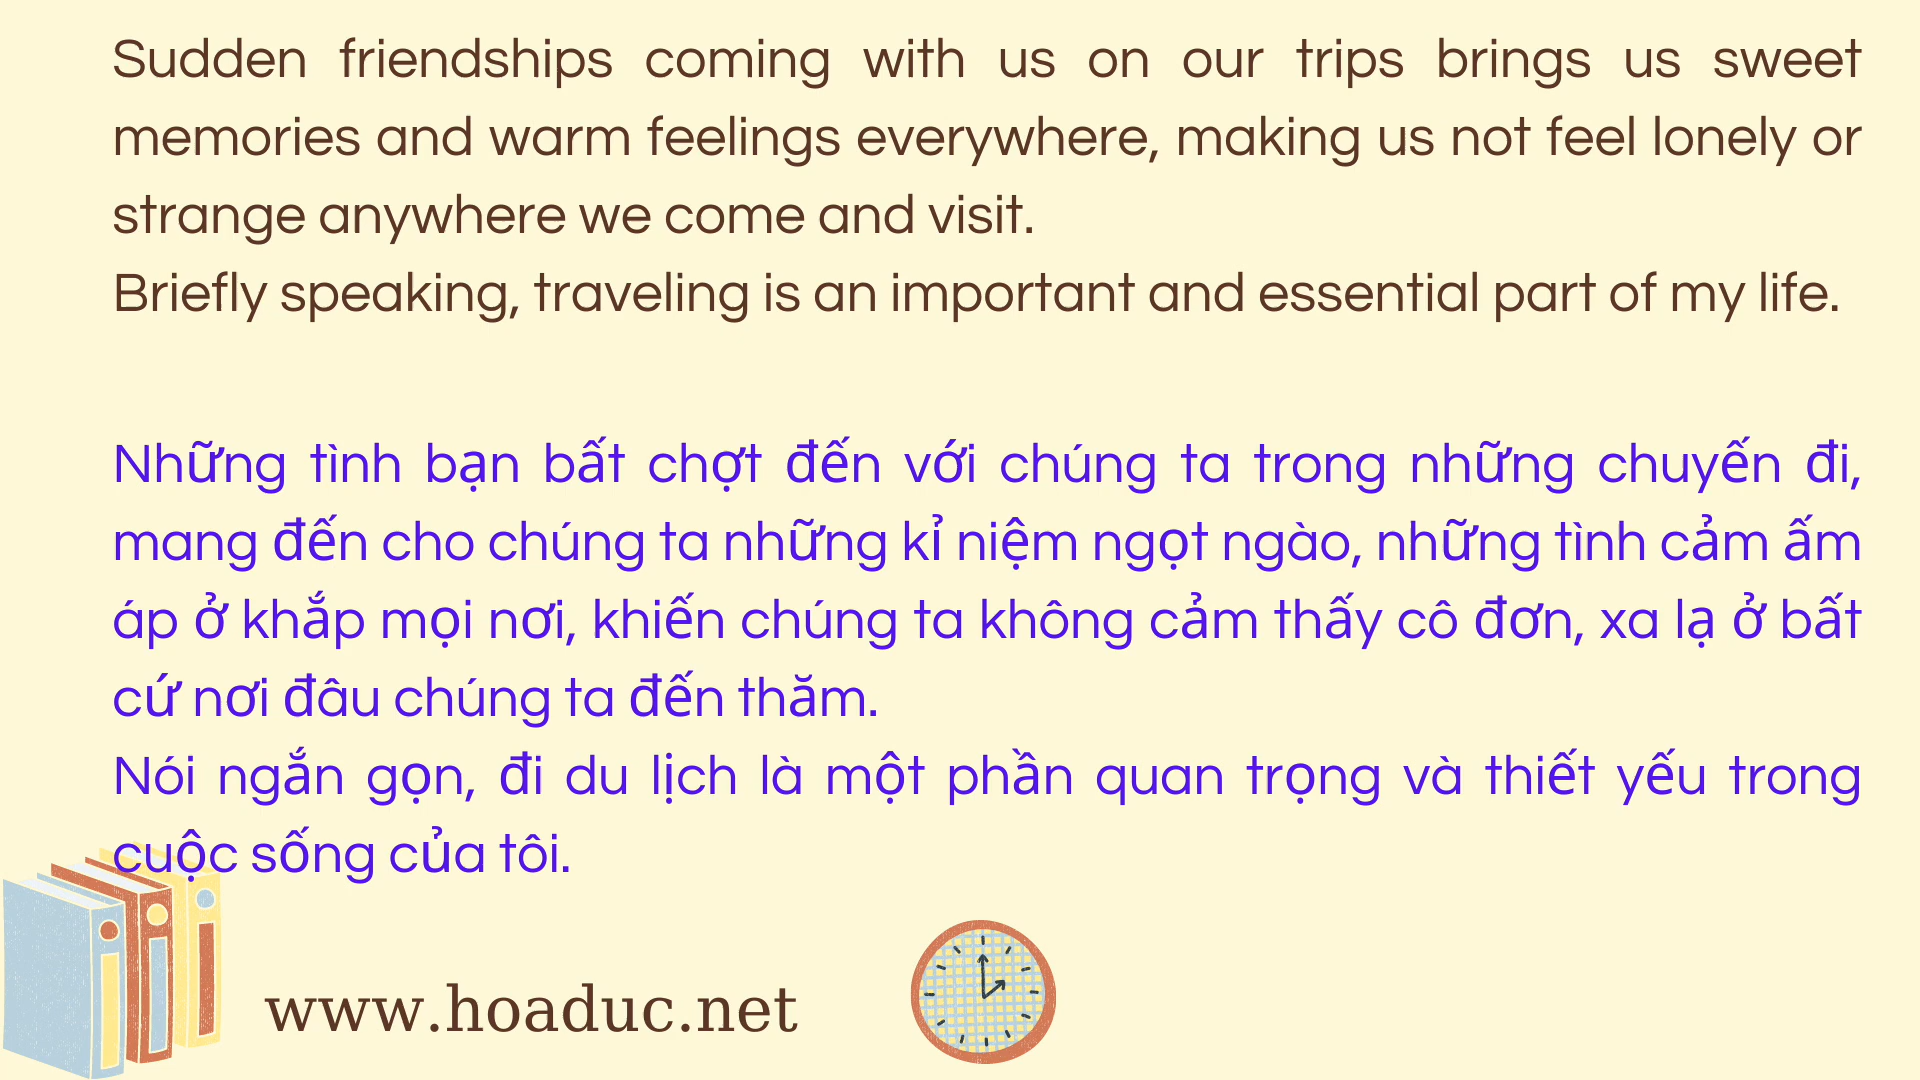 Sudden friendships coming with us on our trips brings us sweet
memories and warm feelings everywhere, making us not feel lonely or
strange anywhere we come and visit.
Briefly speaking, traveling is an important and essential part of my life.
Những tình bạn bất chợt đến với chúng ta trong những chuyến đi,
mang đến cho chúng ta những kỉ niệm ngọt ngào, những tình cảm ấm
áp ở khắp mọi nơi, khiến chúng ta không cảm thấy cô đơn, xa lạ ở bất
cứ nơi đâu chúng ta đến thăm.
Nói ngắn gọn, đi du lịch là một phần quan trọng và thiết yếu trong
cuộc sống của tôi.
www.hoaduc.net